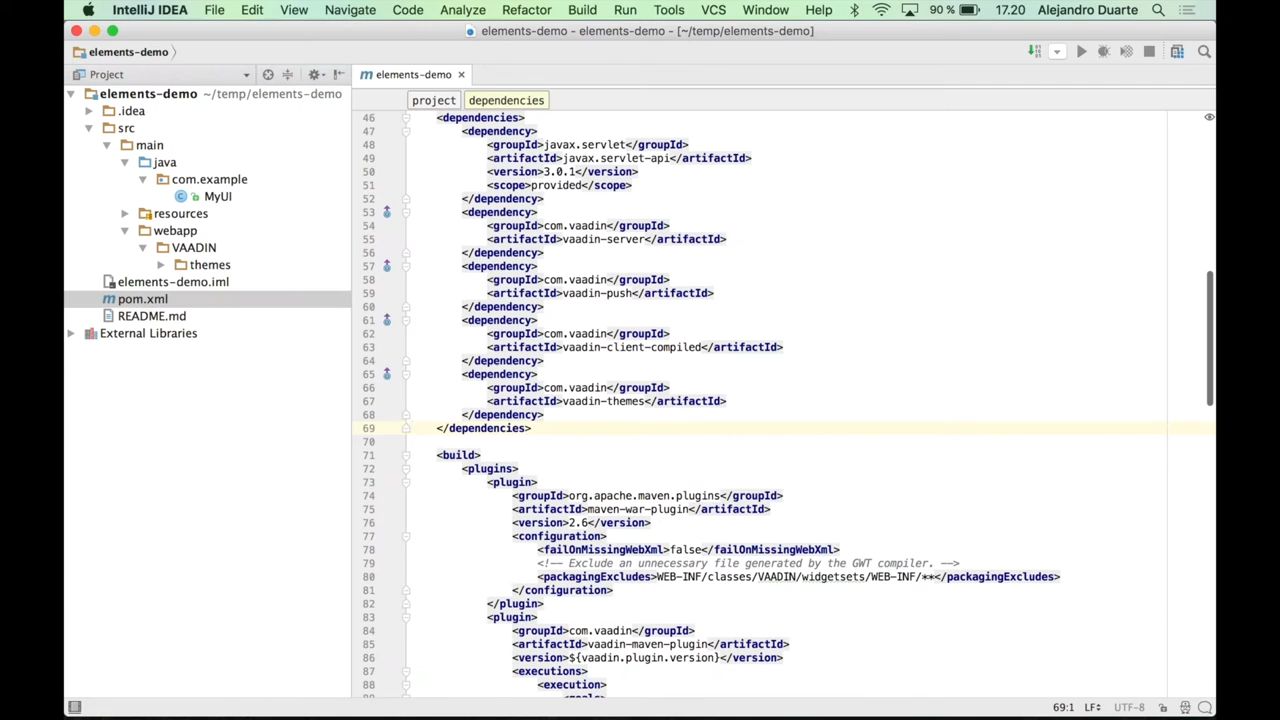 IntelliJ IDEA File Edit View Navigate Code Analyze Refactor Build Run Tools VCS Window Help 90 % 17.20 Alejandro Duarte
elements-demo - elements-demo - [~/temp/elements-demo]
elements-demo
Project
elements-demo
elements-demo ~/temp/elements-demo
.idea
src
main
java
com.example
MyUI
resources
webapp
VAADIN
themes
elements-demo.iml
pom.xml
README.md
External Libraries
project dependencies
46 <dependencies>
47 <dependency>
48 <groupId>javax.servlet</groupId>
49 <artifactId>javax.servlet-api</artifactId>
50 <version>3.0.1</version>
51 <scope>provided</scope>
52 </dependency>
53 <dependency>
54 <groupId>com.vaadin</groupId>
55 <artifactId>vaadin-server</artifactId>
56 </dependency>
57 <dependency>
58 <groupId>com.vaadin</groupId>
59 <artifactId>vaadin-push</artifactId>
60 </dependency>
61 <dependency>
62 <groupId>com.vaadin</groupId>
63 <artifactId>vaadin-client-compiled</artifactId>
64 </dependency>
65 <dependency>
66 <groupId>com.vaadin</groupId>
67 <artifactId>vaadin-themes</artifactId>
68 </dependency>
69 </dependencies>
70
71 <build>
72 <plugins>
73 <plugin>
74 <groupId>org.apache.maven.plugins</groupId>
75 <artifactId>maven-war-plugin</artifactId>
76 <version>2.6</version>
77 <configuration>
78 <failOnMissingWebXml>false</failOnMissingWebXml>
79 <!-- Exclude an unnecessary file generated by the GWT compiler. -->
80 <packagingExcludes>WEB-INF/classes/VAADIN/widgetsets/WEB-INF/**</packagingExcludes>
81 </configuration>
82 </plugin>
83 <plugin>
84 <groupId>com.vaadin</groupId>
85 <artifactId>vaadin-maven-plugin</artifactId>
86 <version>${vaadin.plugin.version}</version>
87 <executions>
88 <execution>
69:1 LF UTF-8